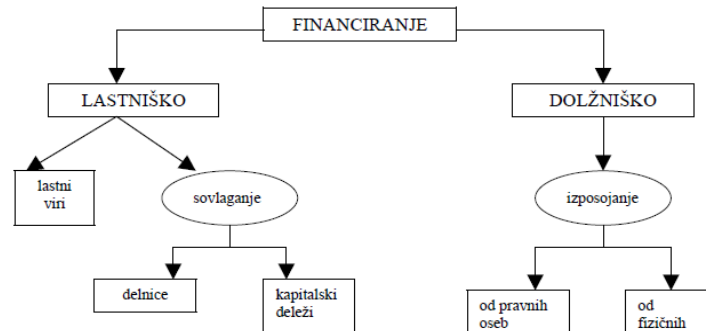 FINANCIRANJE
LASTNIŠKO
DOLŽNIŠKO
lastni
viri
sovlaganje
izposojanje
delnice
kapitalski
deleži
od pravnih
oseb
od
fizičnih